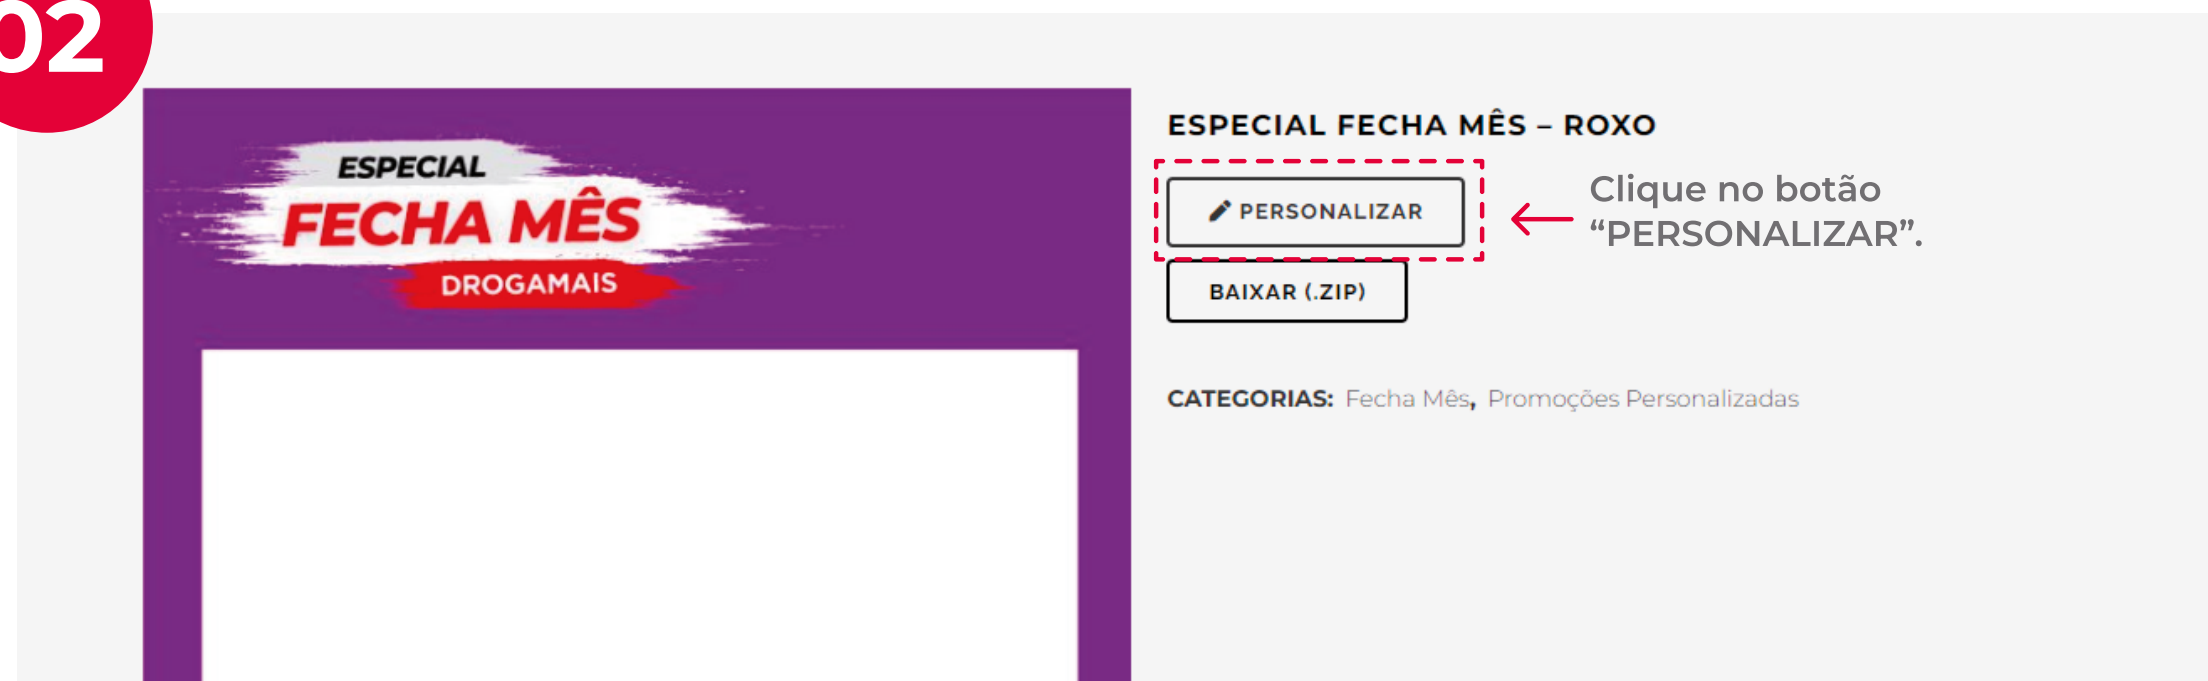 02
ESPECIAL
FECHA MÊS
DROGAMAIS
ESPECIAL FECHA MÊS – ROXO
PERSONALIZAR
Clique no botão
“PERSONALIZAR”.
BAIXAR (.ZIP)
CATEGORIAS: Fecha Mês, Promoções Personalizadas